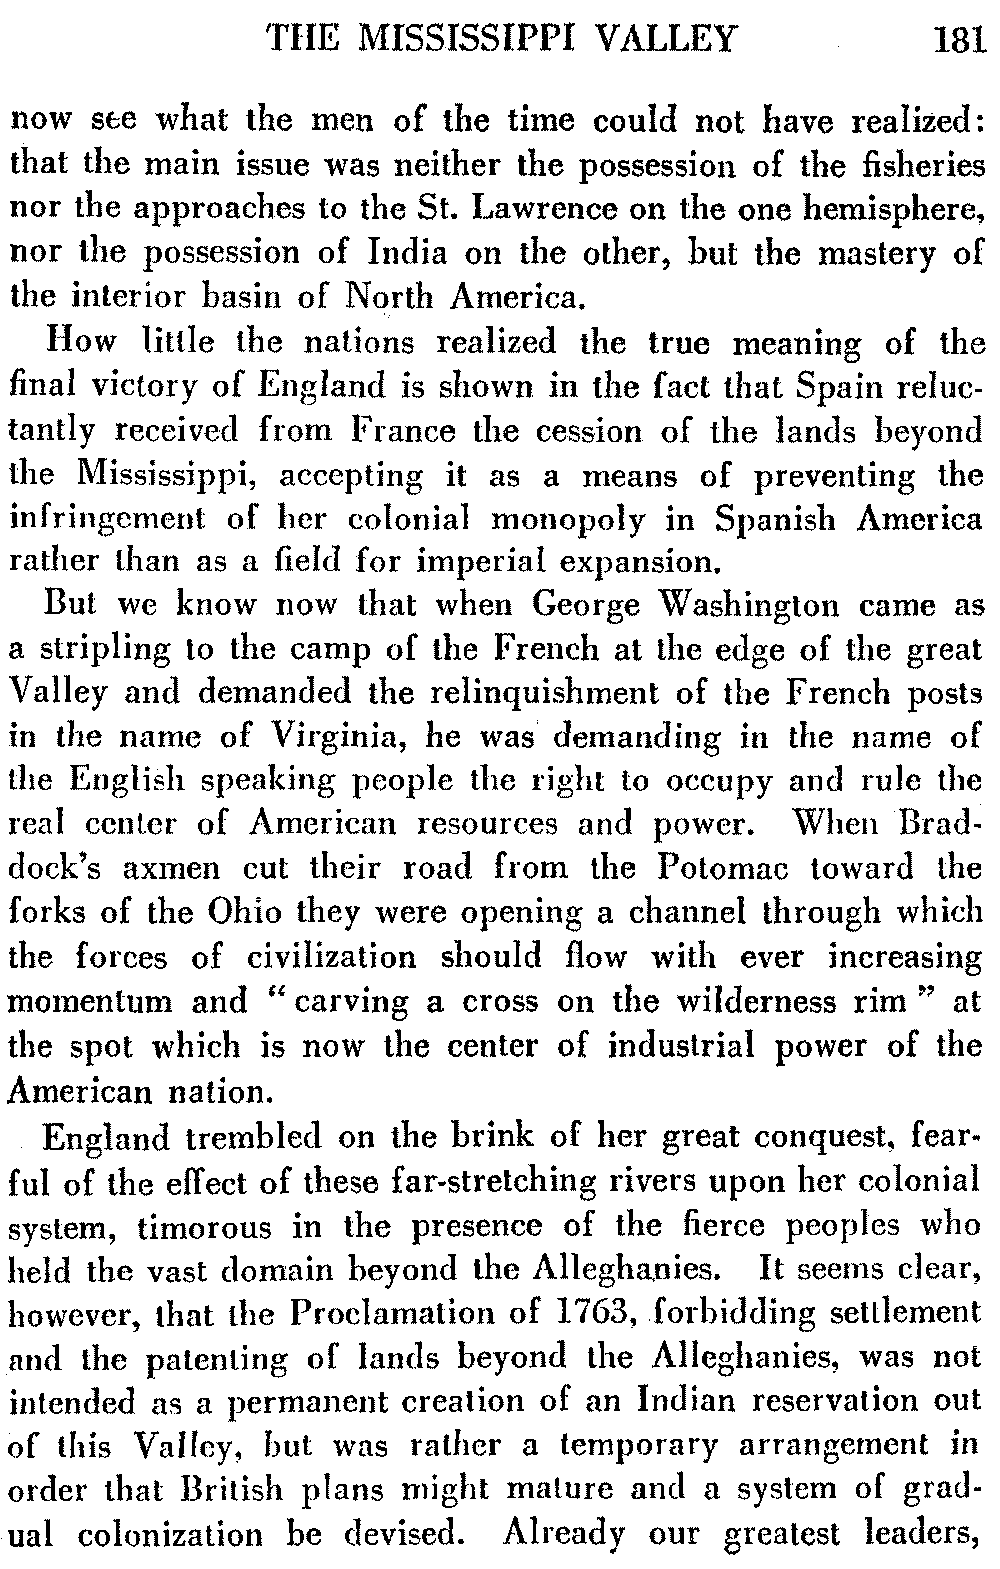 THE MISSISSIPPI VALLEY 181
now see what the men of the time could not have realized:
that the main issue was neither the possession of the fisheries
nor the approaches to the St. Lawrence on the one hemisphere,
nor the possession of India on the other, but the mastery of
the interior basin of North America.
How little the nations realized the true meaning of the
final victory of England is shown in the fact that Spain reluc-
tantly received from France the cession of the lands beyond
the Mississippi, accepting it as a means of preventing the
infringement of her colonial monopoly in Spanish America
rather than as a field for imperial expansion.
But we know now that when George Washington came as
a stripling to the camp of the French at the edge of the great
Valley and demanded the relinquishment of the French posts
in the name of Virginia, he was demanding in the name of
the English speaking people the right to occupy and rule the
real center of American resources and power. When Brad-
dock's axmen cut their road from the Potomac toward the
forks of the Ohio they were opening a channel through which
the forces of civilization should flow with ever increasing
momentum and " carving a cross on the wilderness rim " at
the spot which is now the center of industrial power of the
American nation.
England trembled on the brink of her great conquest, fear-
ful of the effect of these far-stretching rivers upon her colonial
system, timorous in the presence of the fierce peoples who
held the vast domain beyond the Alleghanies. It seems clear,
however, that the Proclamation of 1763, forbidding settlement
and the patenting of lands beyond the Alleghanies, was not
intended as a permanent creation of an Indian reservation out
of this Valley, but was rather a temporary arrangement in
order that British plans might mature and a system of grad-
ual colonization be devised. Already our greatest leaders,